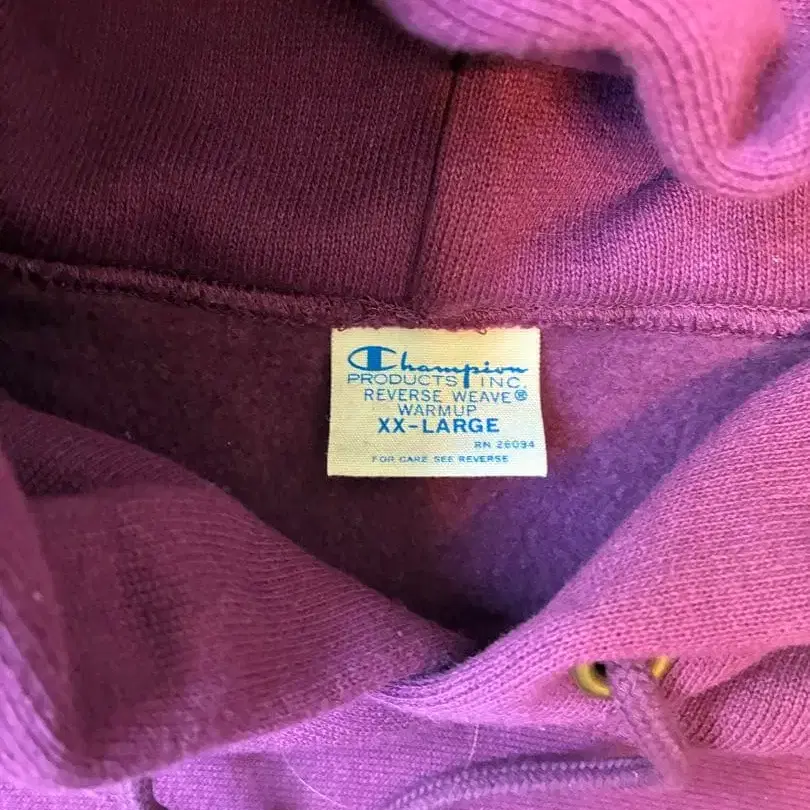 Champion
PRODUCTS INC.
REVERSE WEAVE®
WARMUP
XX-LARGE
RN 26094
FOR CARE SEE REVERSE